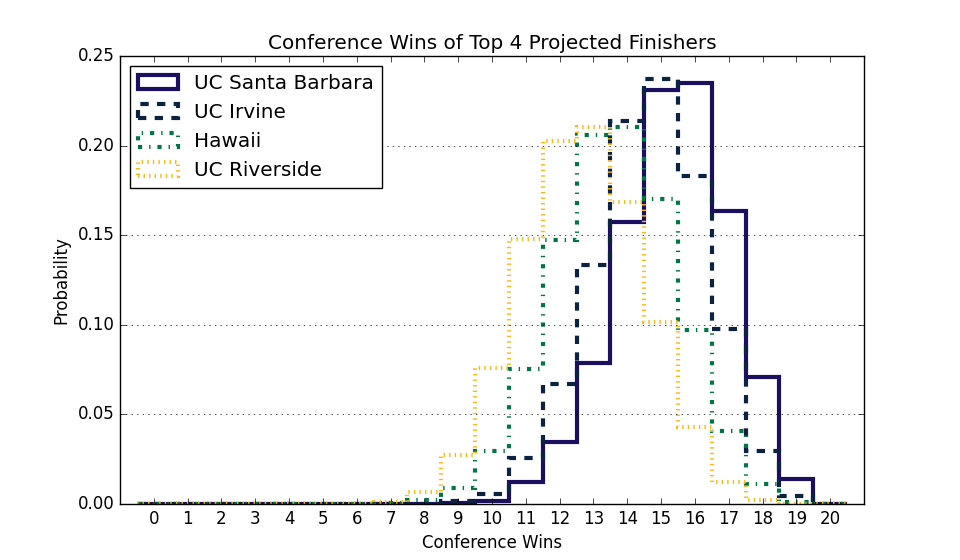 Conference Wins of Top 4 Projected Finishers
0.25
0.20
0.15
0.10
0.05
0.00
Probability
UC Santa Barbara
UC Irvine
Hawaii
UC Riverside
0 1 2 3 4 5 6 7 8 9 10 11 12 13 14 15 16 17 18 19 20
Conference Wins